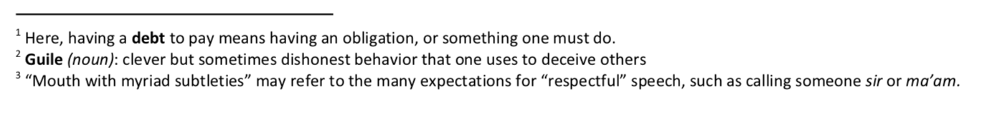 1 Here, having a debt to pay means having an obligation, or something one must do.
2 Guile (noun): clever but sometimes dishonest behavior that one uses to deceive others
3 “Mouth with myriad subtleties” may refer to the many expectations for “respectful” speech, such as calling someone sir or ma’am.